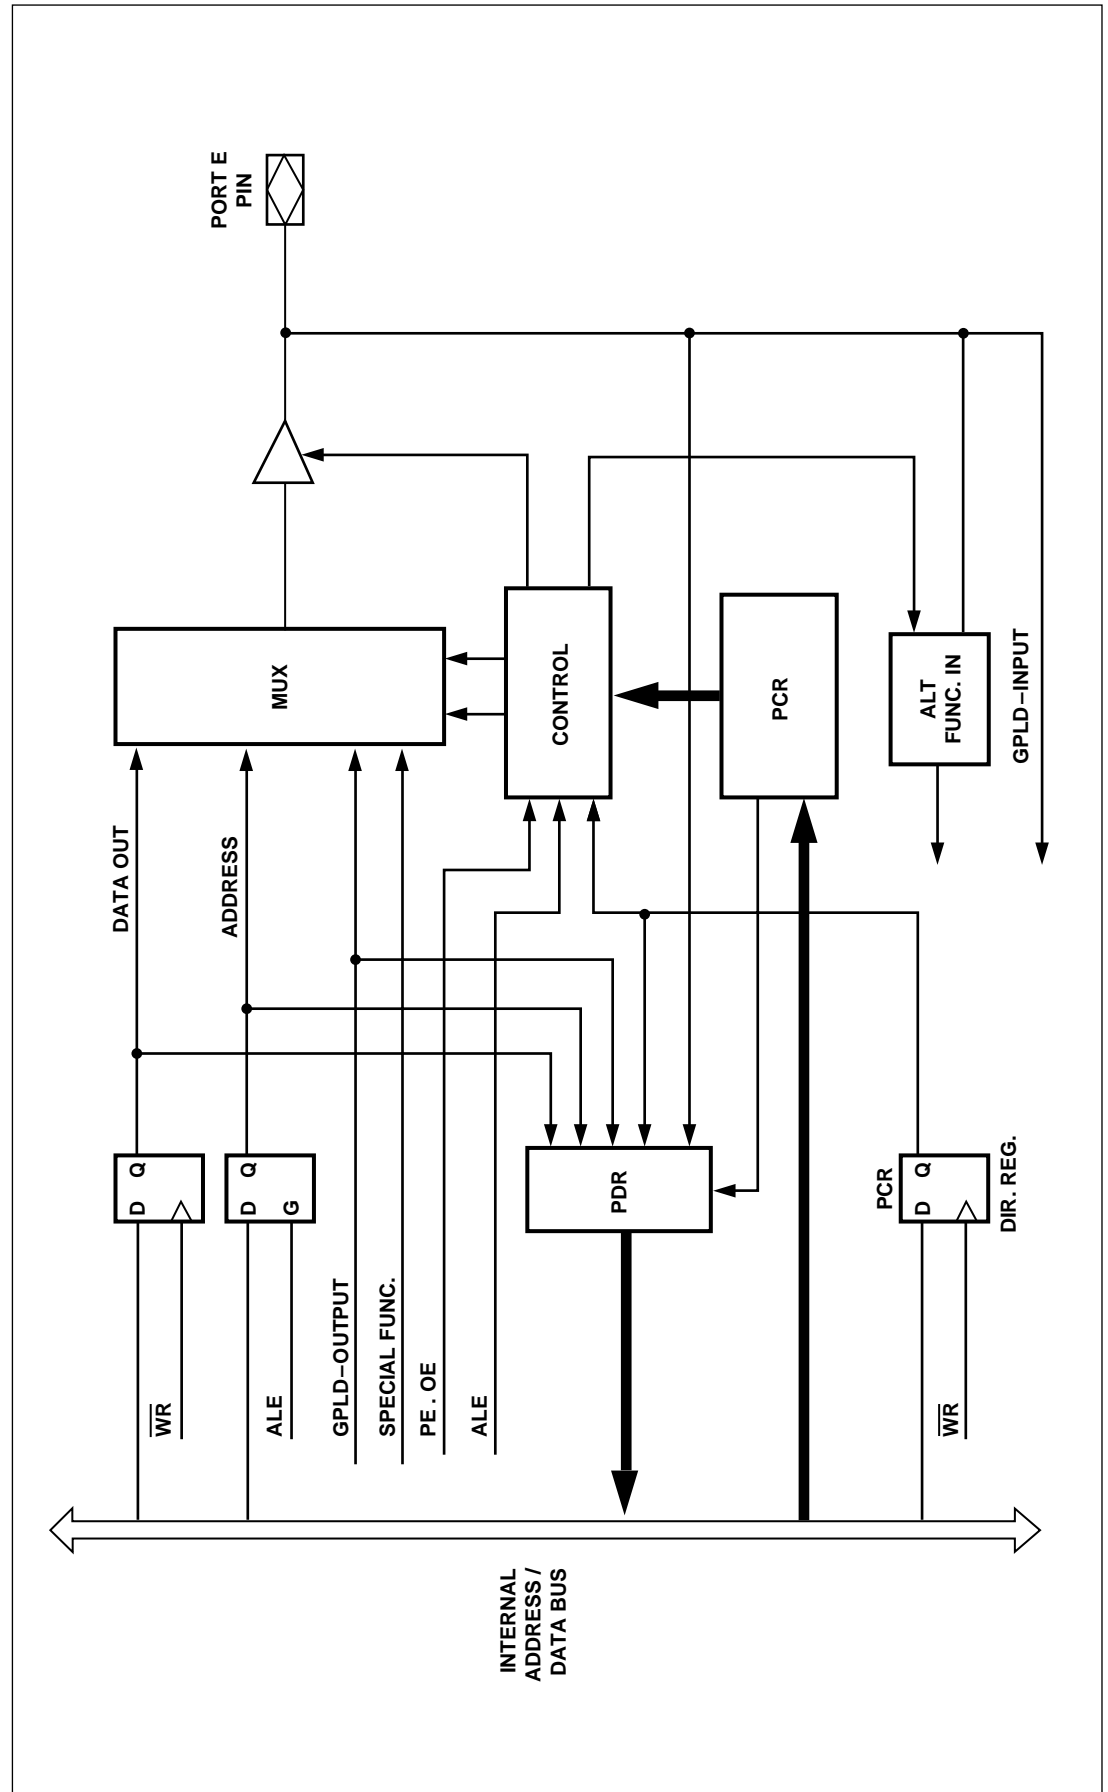 PORT E
PIN
DATA OUT
ADDRESS
MUX
CONTROL
PCR
ALT
FUNC. IN
GPLD–INPUT
D Q
D Q
G
PDR
PCR
D Q
DIR. REG.
WR
ALE
GPLD–OUTPUT
SPECIAL FUNC.
PE . OE
ALE
WR
INTERNAL
ADDRESS /
DATA BUS